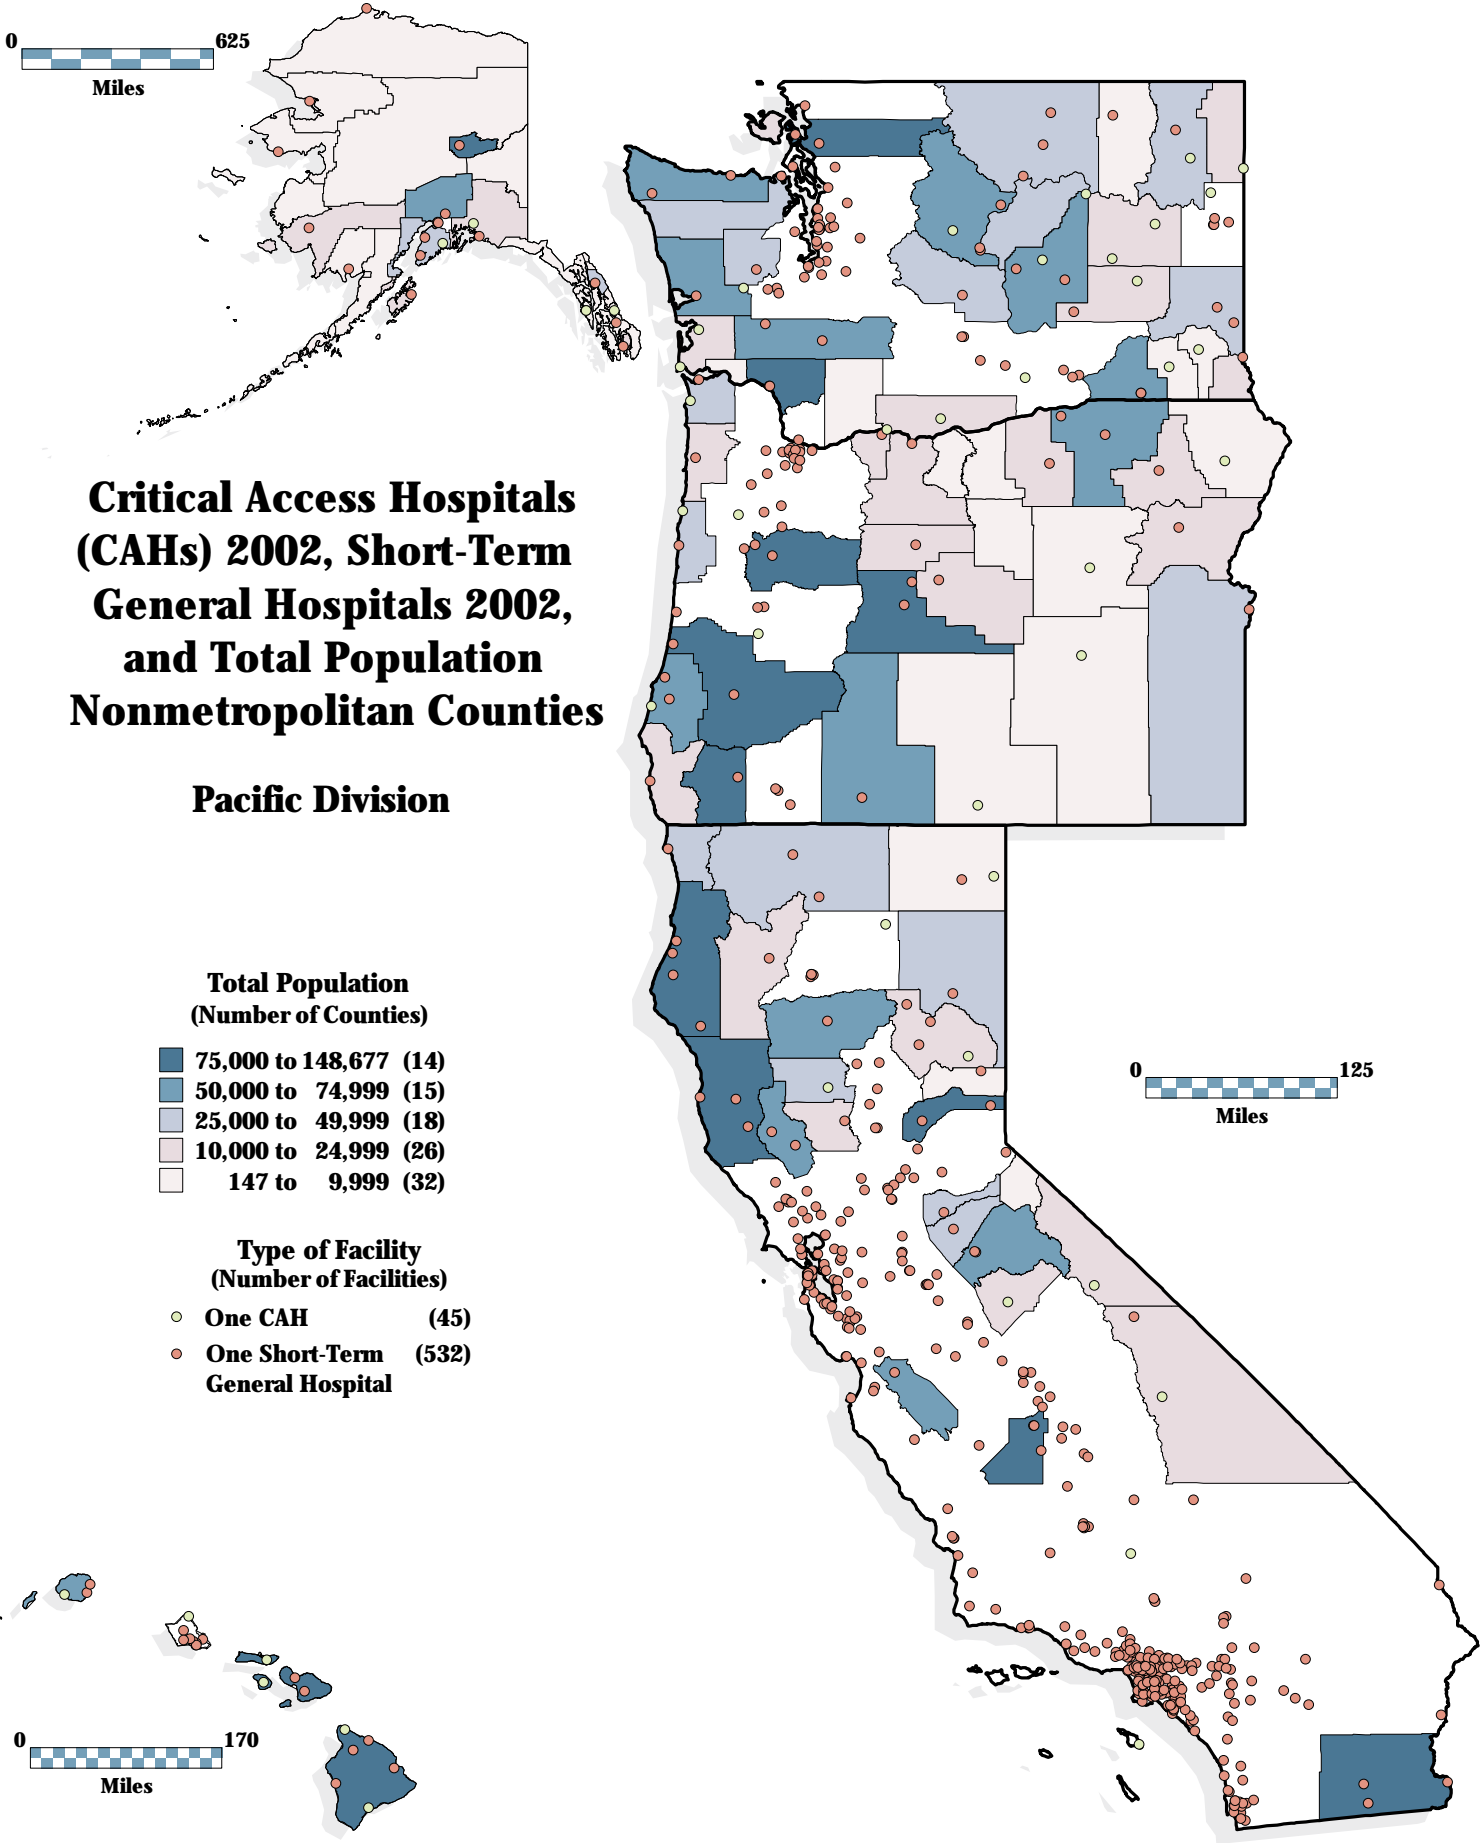 0 625
Miles
Critical Access Hospitals
(CAHs) 2002, Short-Term
General Hospitals 2002,
and Total Population
Nonmetropolitan Counties
Pacific Division
Total Population
(Number of Counties)
75,000 to 148,677 (14)
50,000 to 74,999 (15)
25,000 to 49,999 (18)
10,000 to 24,999 (26)
147 to 9,999 (32)
Type of Facility
(Number of Facilities)
One CAH (45)
One Short-Term (532)
General Hospital
0 125
Miles
0 170
Miles